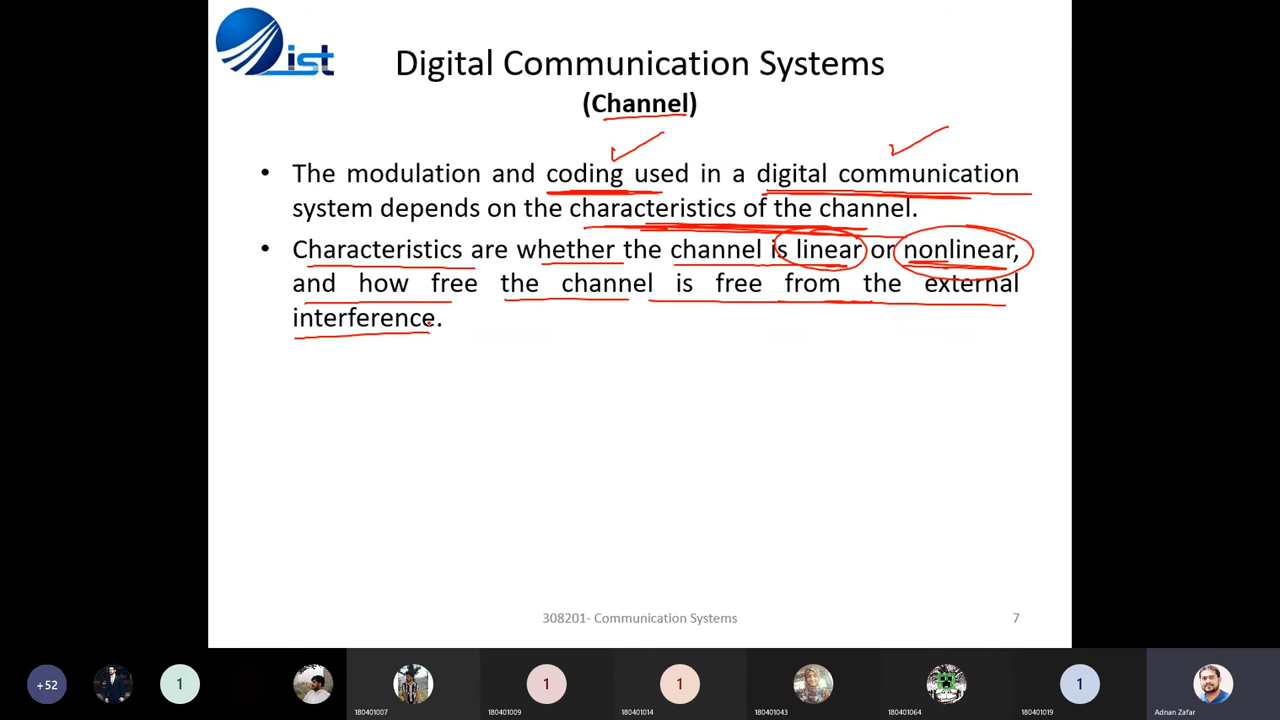 ist
Digital Communication Systems
(Channel)
• The modulation and coding used in a digital communication
system depends on the characteristics of the channel.
• Characteristics are whether the channel is linear or nonlinear,
and how free the channel is free from the external
interference.
308201- Communication Systems
7
+52
1
1
1
1
180401007
180401009
180401014
180401043
180401064
180401019
Adnan Zafar